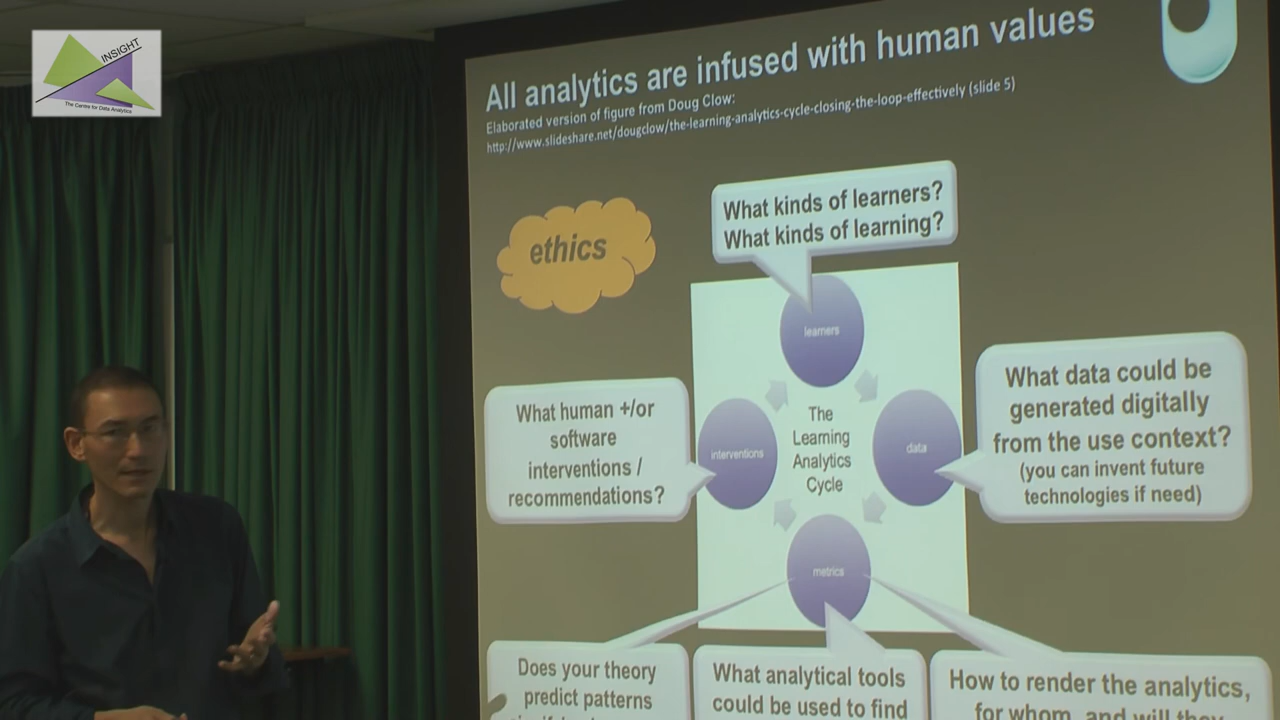 INSIGHT
The Centre for Data Analytics
All analytics are infused with human values
Elaborated version of figure from Doug Clow:
http://www.slideshare.net/dougclow/the-learning-analytics-cycle-closing-the-loop-effectively (slide 5)
ethics
What kinds of learners?
What kinds of learning?
learners
What human +/or
software
interventions /
recommendations?
interventions
The
Learning
Analytics
Cycle
data
What data could be
generated digitally
from the use context?
(you can invent future
technologies if need)
metrics
Does your theory
predict patterns
What analytical tools
could be used to find
How to render the analytics,
for whom, and will they